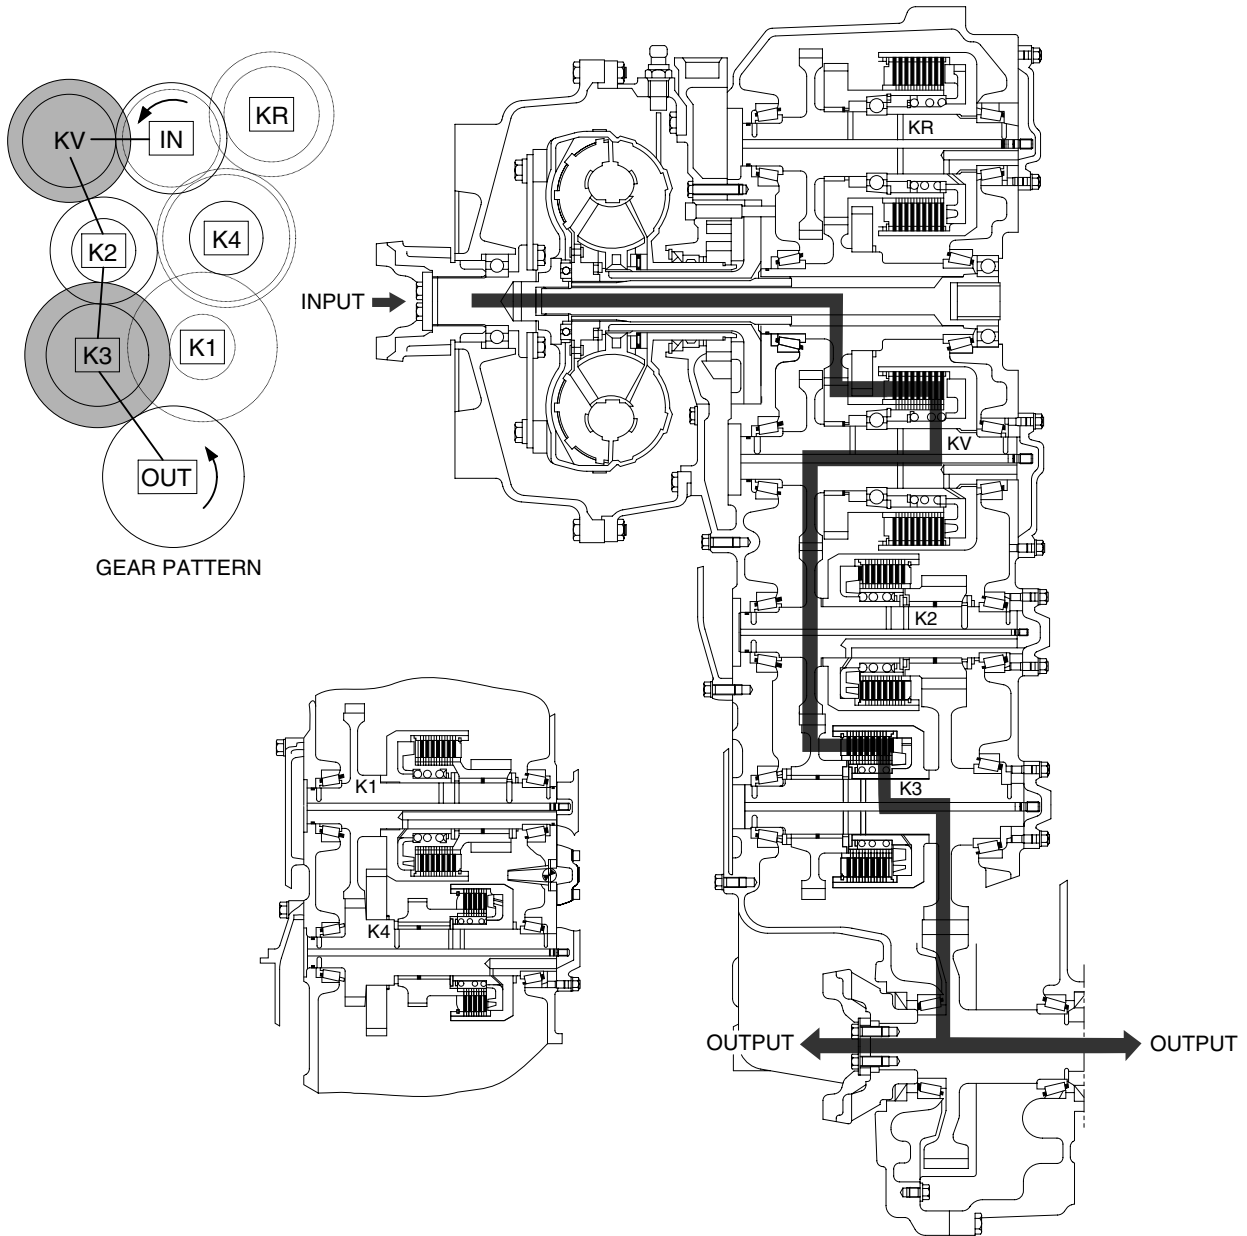 KR
KV
IN
K2
K4
K3
K1
OUT
GEAR PATTERN
INPUT
KR
KV
K2
K3
K1
K4
OUTPUT
OUTPUT